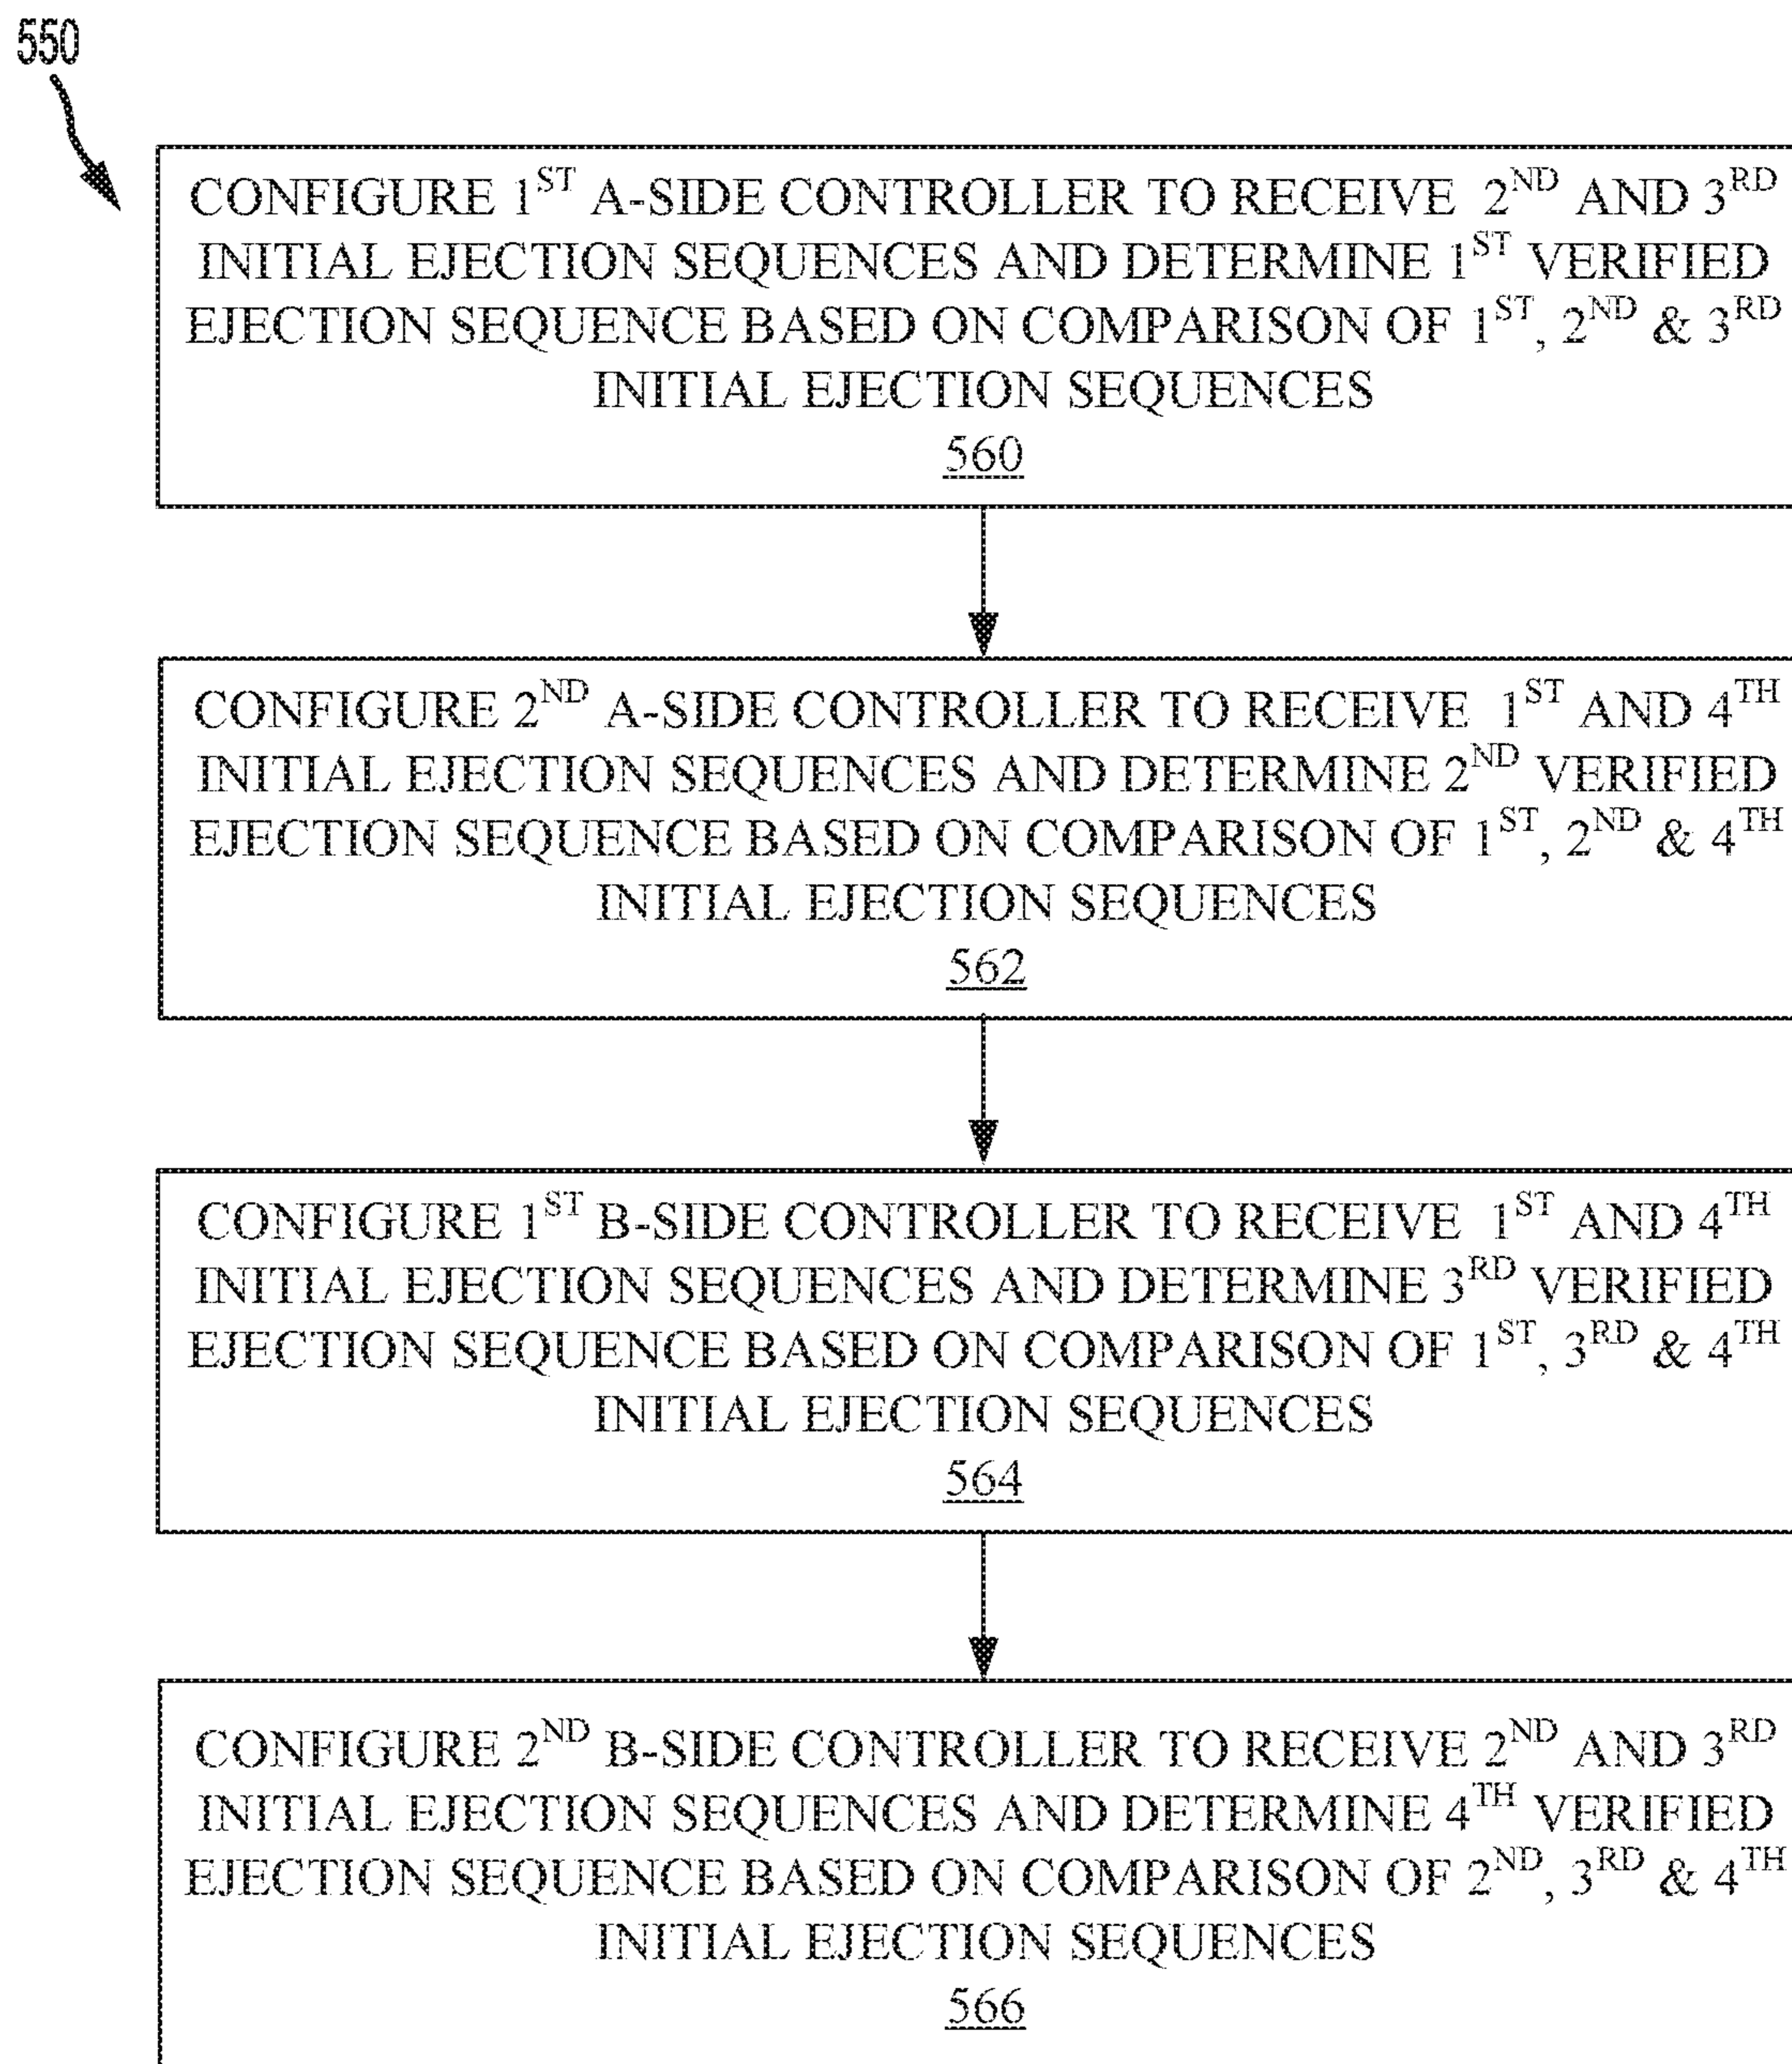 550
CONFIGURE 1ST A-SIDE CONTROLLER TO RECEIVE 2ND AND 3RD
INITIAL EJECTION SEQUENCES AND DETERMINE 1ST VERIFIED
EJECTION SEQUENCE BASED ON COMPARISON OF 1ST, 2ND & 3RD
INITIAL EJECTION SEQUENCES
560
CONFIGURE 2ND A-SIDE CONTROLLER TO RECEIVE 1ST AND 4TH
INITIAL EJECTION SEQUENCES AND DETERMINE 2ND VERIFIED
EJECTION SEQUENCE BASED ON COMPARISON OF 1ST, 2ND & 4TH
INITIAL EJECTION SEQUENCES
562
CONFIGURE 1ST B-SIDE CONTROLLER TO RECEIVE 1ST AND 4TH
INITIAL EJECTION SEQUENCES AND DETERMINE 3RD VERIFIED
EJECTION SEQUENCE BASED ON COMPARISON OF 1ST, 3RD & 4TH
INITIAL EJECTION SEQUENCES
564
CONFIGURE 2ND B-SIDE CONTROLLER TO RECEIVE 2ND AND 3RD
INITIAL EJECTION SEQUENCES AND DETERMINE 4TH VERIFIED
EJECTION SEQUENCE BASED ON COMPARISON OF 2ND, 3RD & 4TH
INITIAL EJECTION SEQUENCES
566